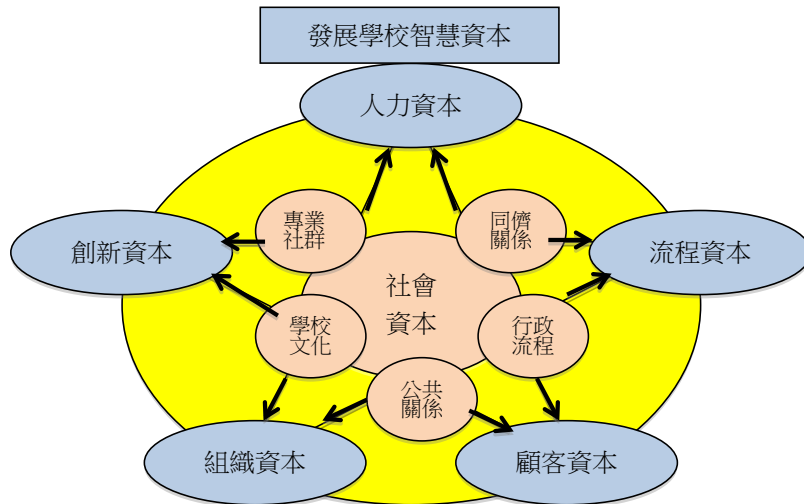 發展學校智慧資本
人力資本
專業
社群
同儕
關係
創新資本
流程資本
社會
資本
學校
文化
行政
流程
公共
關係
組織資本
顧客資本